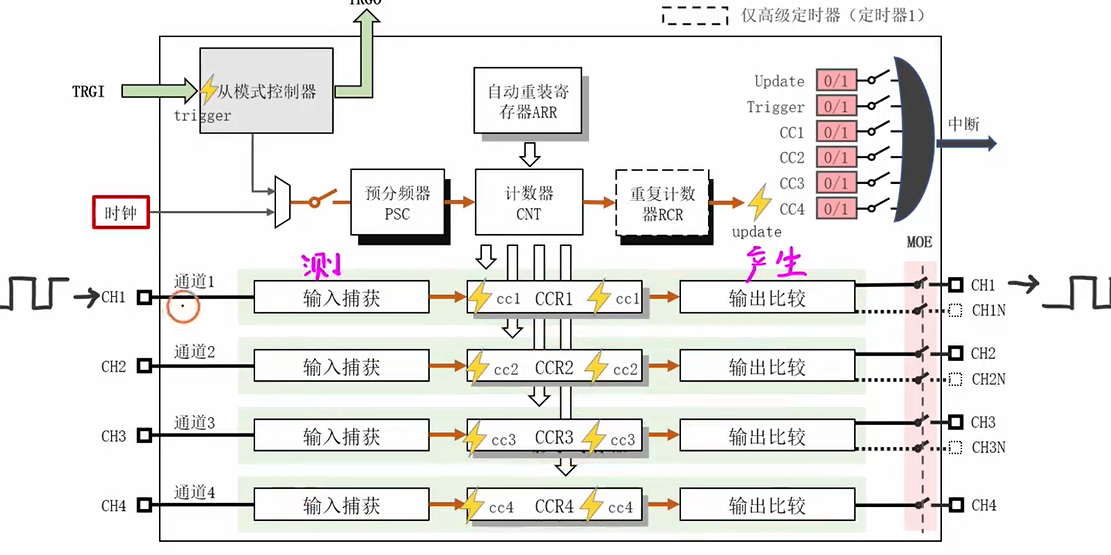 仅高级定时器（定时器1）
TRGO
TRGI
trigger
从模式控制器
自动重装寄
存器ARR
Update 0/1
Trigger 0/1
CC1 0/1
CC2 0/1
CC3 0/1
CC4 0/1
中断
时钟
预分频器
PSC
计数器
CNT
重复计数
器RCR
update
MOE
测
产生
通道1
CH1
输入捕获
cc1 CCR1 cc1
输出比较
CH1
CH1N
通道2
CH2
输入捕获
cc2 CCR2 cc2
输出比较
CH2
CH2N
通道3
CH3
输入捕获
cc3 CCR3 cc3
输出比较
CH3
CH3N
通道4
CH4
输入捕获
cc4 CCR4 cc4
输出比较
CH4